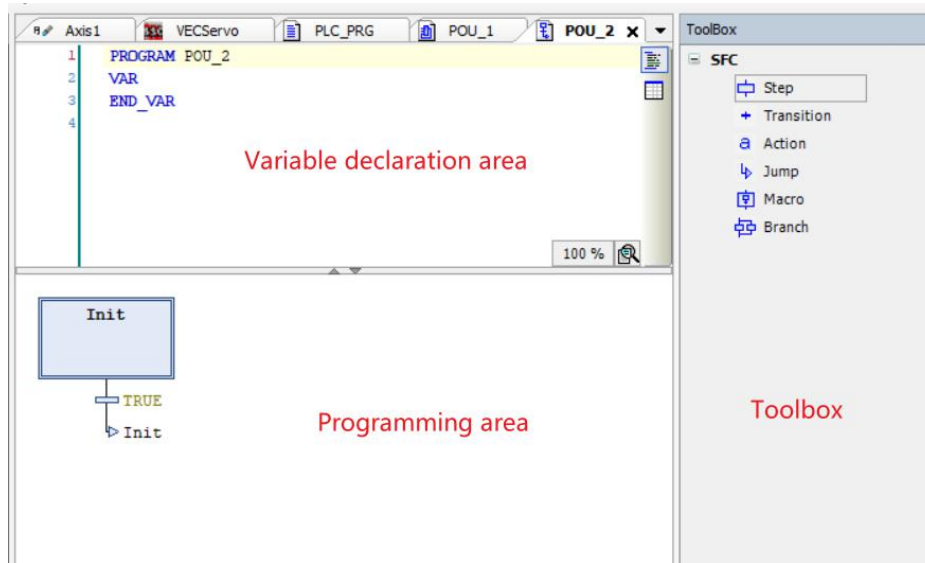 Axis1 VECServo PLC_PRG POU_1 POU_2 ToolBox
1 PROGRAM POU_2
2 VAR
3 END_VAR
4
Variable declaration area
100 %
SFC
Step
Transition
a Action
Jump
Macro
Branch
Init
TRUE
Init
Programming area
Toolbox